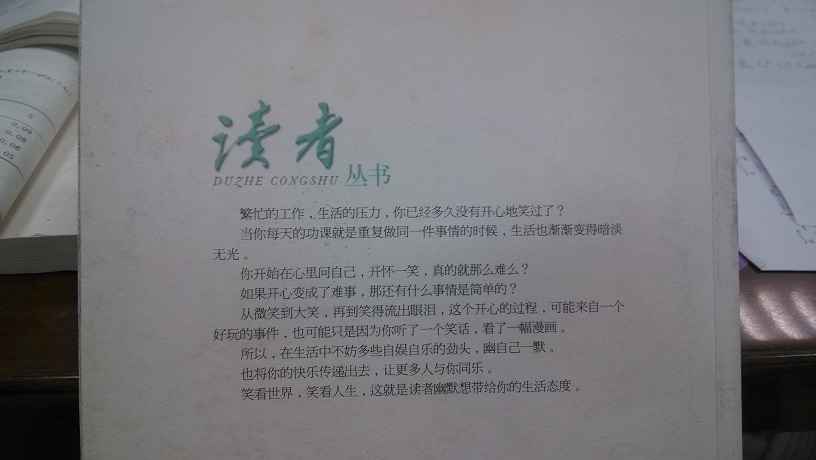 5
0.09
0.08
0.06
05
读者
DUZHE CONGSHU 丛书
繁忙的工作，生活的压力，你已经多久没有开心地笑过了？
当你每天的功课就是重复做同一件事情的时候，生活也渐渐变得暗淡
无光。
你开始在心里问自己，开怀一笑，真的就那么难么？
如果开心变成了难事，那还有什么事情是简单的？
从微笑到大笑，再到笑得流出眼泪，这个开心的过程，可能来自一个
好玩的事件，也可能只是因为你听了一个笑话，看了一幅漫画。
所以，在生活中不妨多些自娱自乐的劲头，幽自己一默。
也将你的快乐传递出去，让更多人与你同乐。
笑看世界，笑看人生，这就是读者幽默想带给你的生活态度。